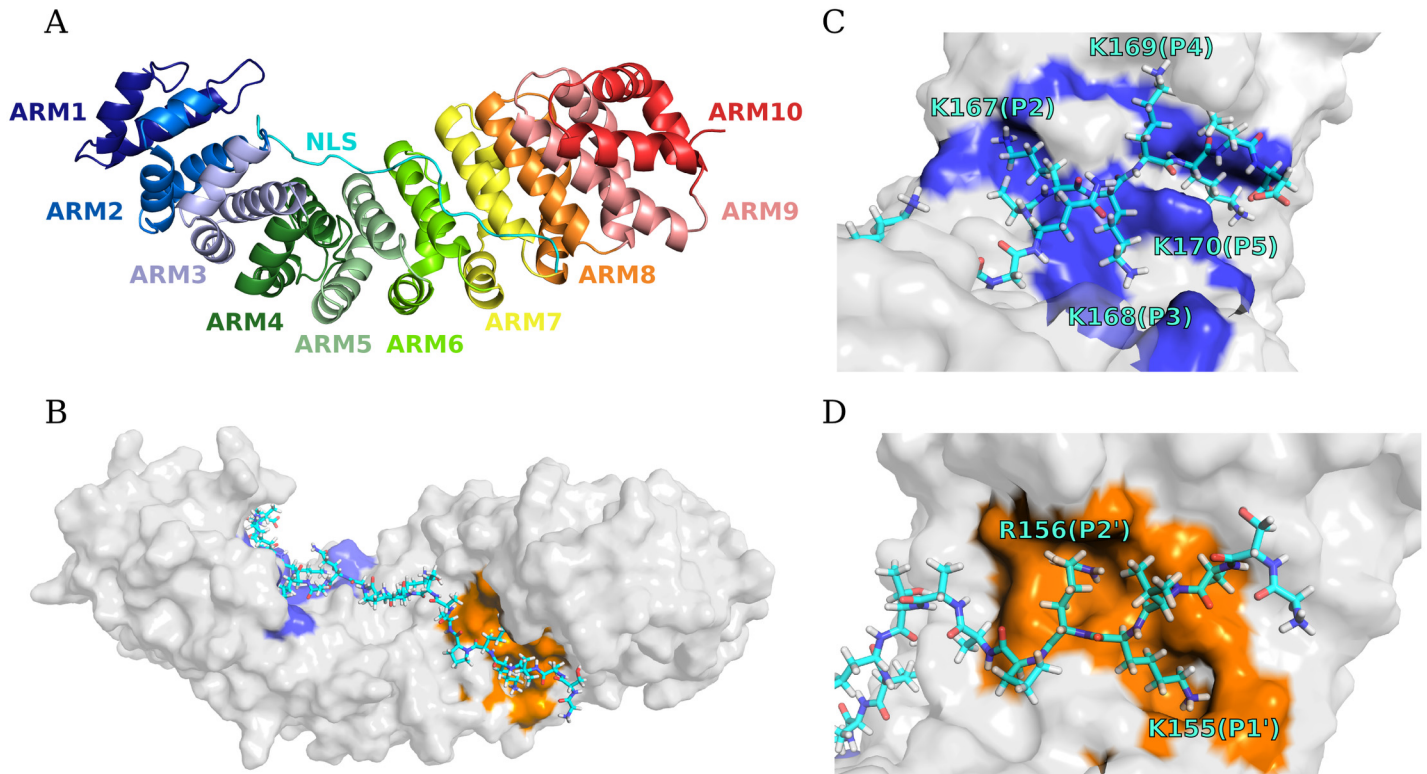 A
ARM1
NLS
ARM10
ARM2
ARM9
ARM3
ARM8
ARM4
ARM7
ARM5
ARM6
B
C
K169(P4)
K167(P2)
K170(P5)
K168(P3)
D
R156(P2')
K155(P1')